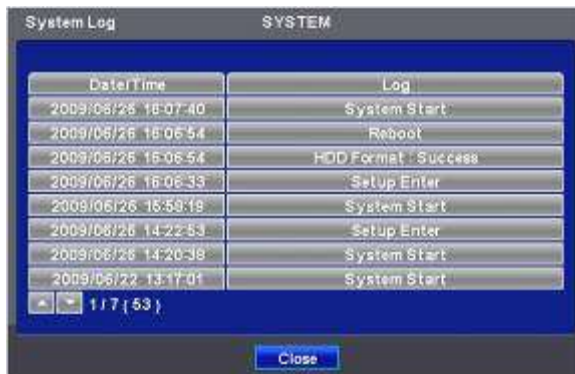 System Log SYSTEM
Date/Time Log
2009/06/26 16:07:40 System Start
2009/06/26 16:06:54 Reboot
2009/06/26 16:06:54 HDD Format : Success
2009/06/26 16:06:33 Setup Enter
2009/06/26 15:58:19 System Start
2009/06/26 14:22:53 Setup Enter
2009/06/26 14:20:38 System Start
2009/06/22 13:17:01 System Start
1 / 7 ( 53 )
Close